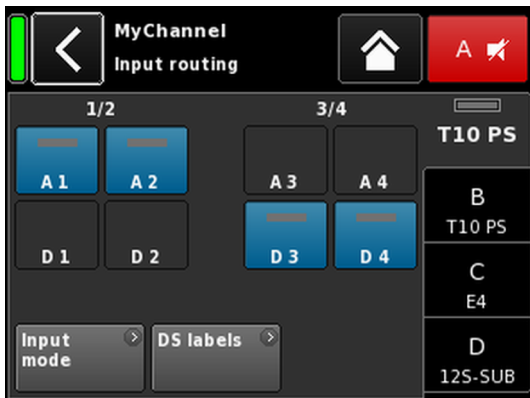 MyChannel
Input routing
A
1/2
3/4
T10 PS
A 1
A 2
A 3
A 4
B
T10 PS
D 1
D 2
D 3
D 4
C
E4
Input
mode
DS labels
D
12S-SUB